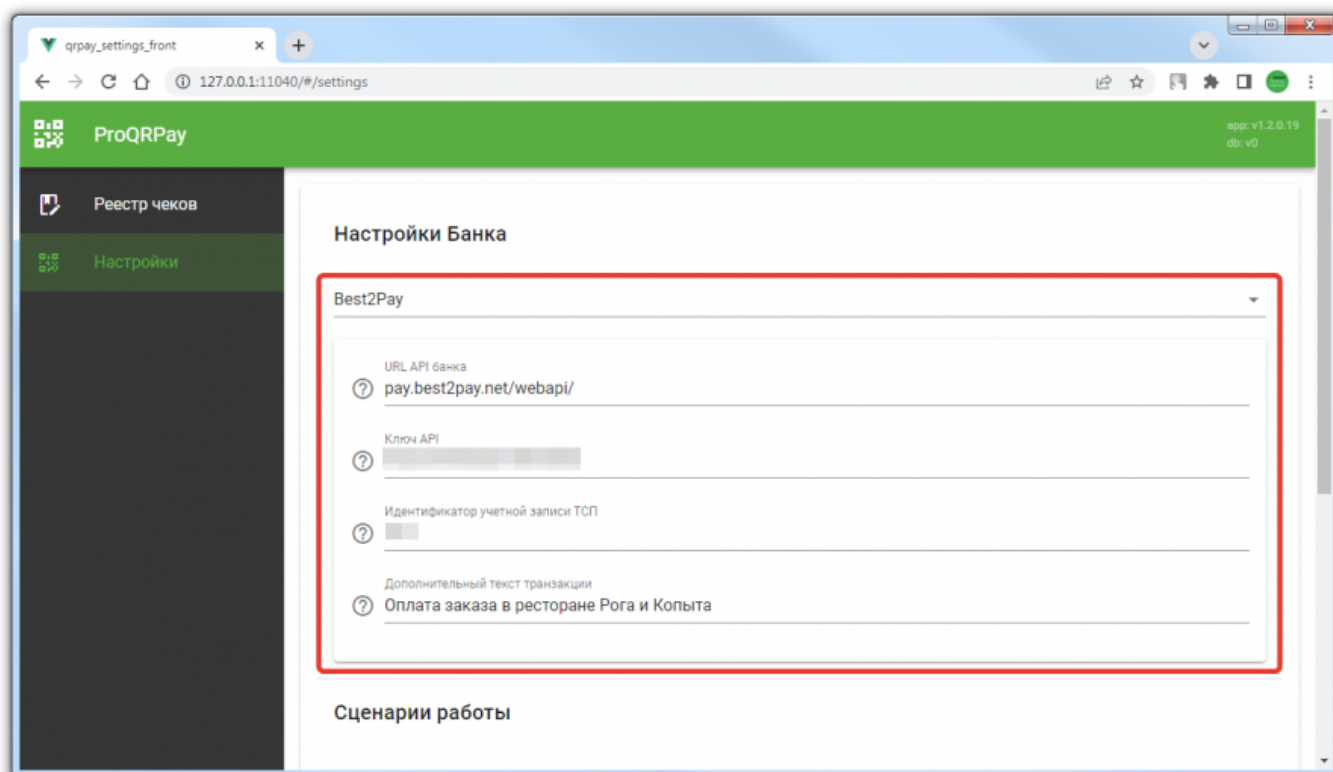 qrpay_settings_front
127.0.0.1:11040/#/settings
ProQRPay
app: v1.2.0.19
db: v0
Реестр чеков
Настройки
Настройки Банка
Best2Pay
URL API банка
pay.best2pay.net/webapi/
Ключ API
Идентификатор учетной записи ТСП
Дополнительный текст транзакции
Оплата заказа в ресторане Рога и Копыта
Сценарии работы